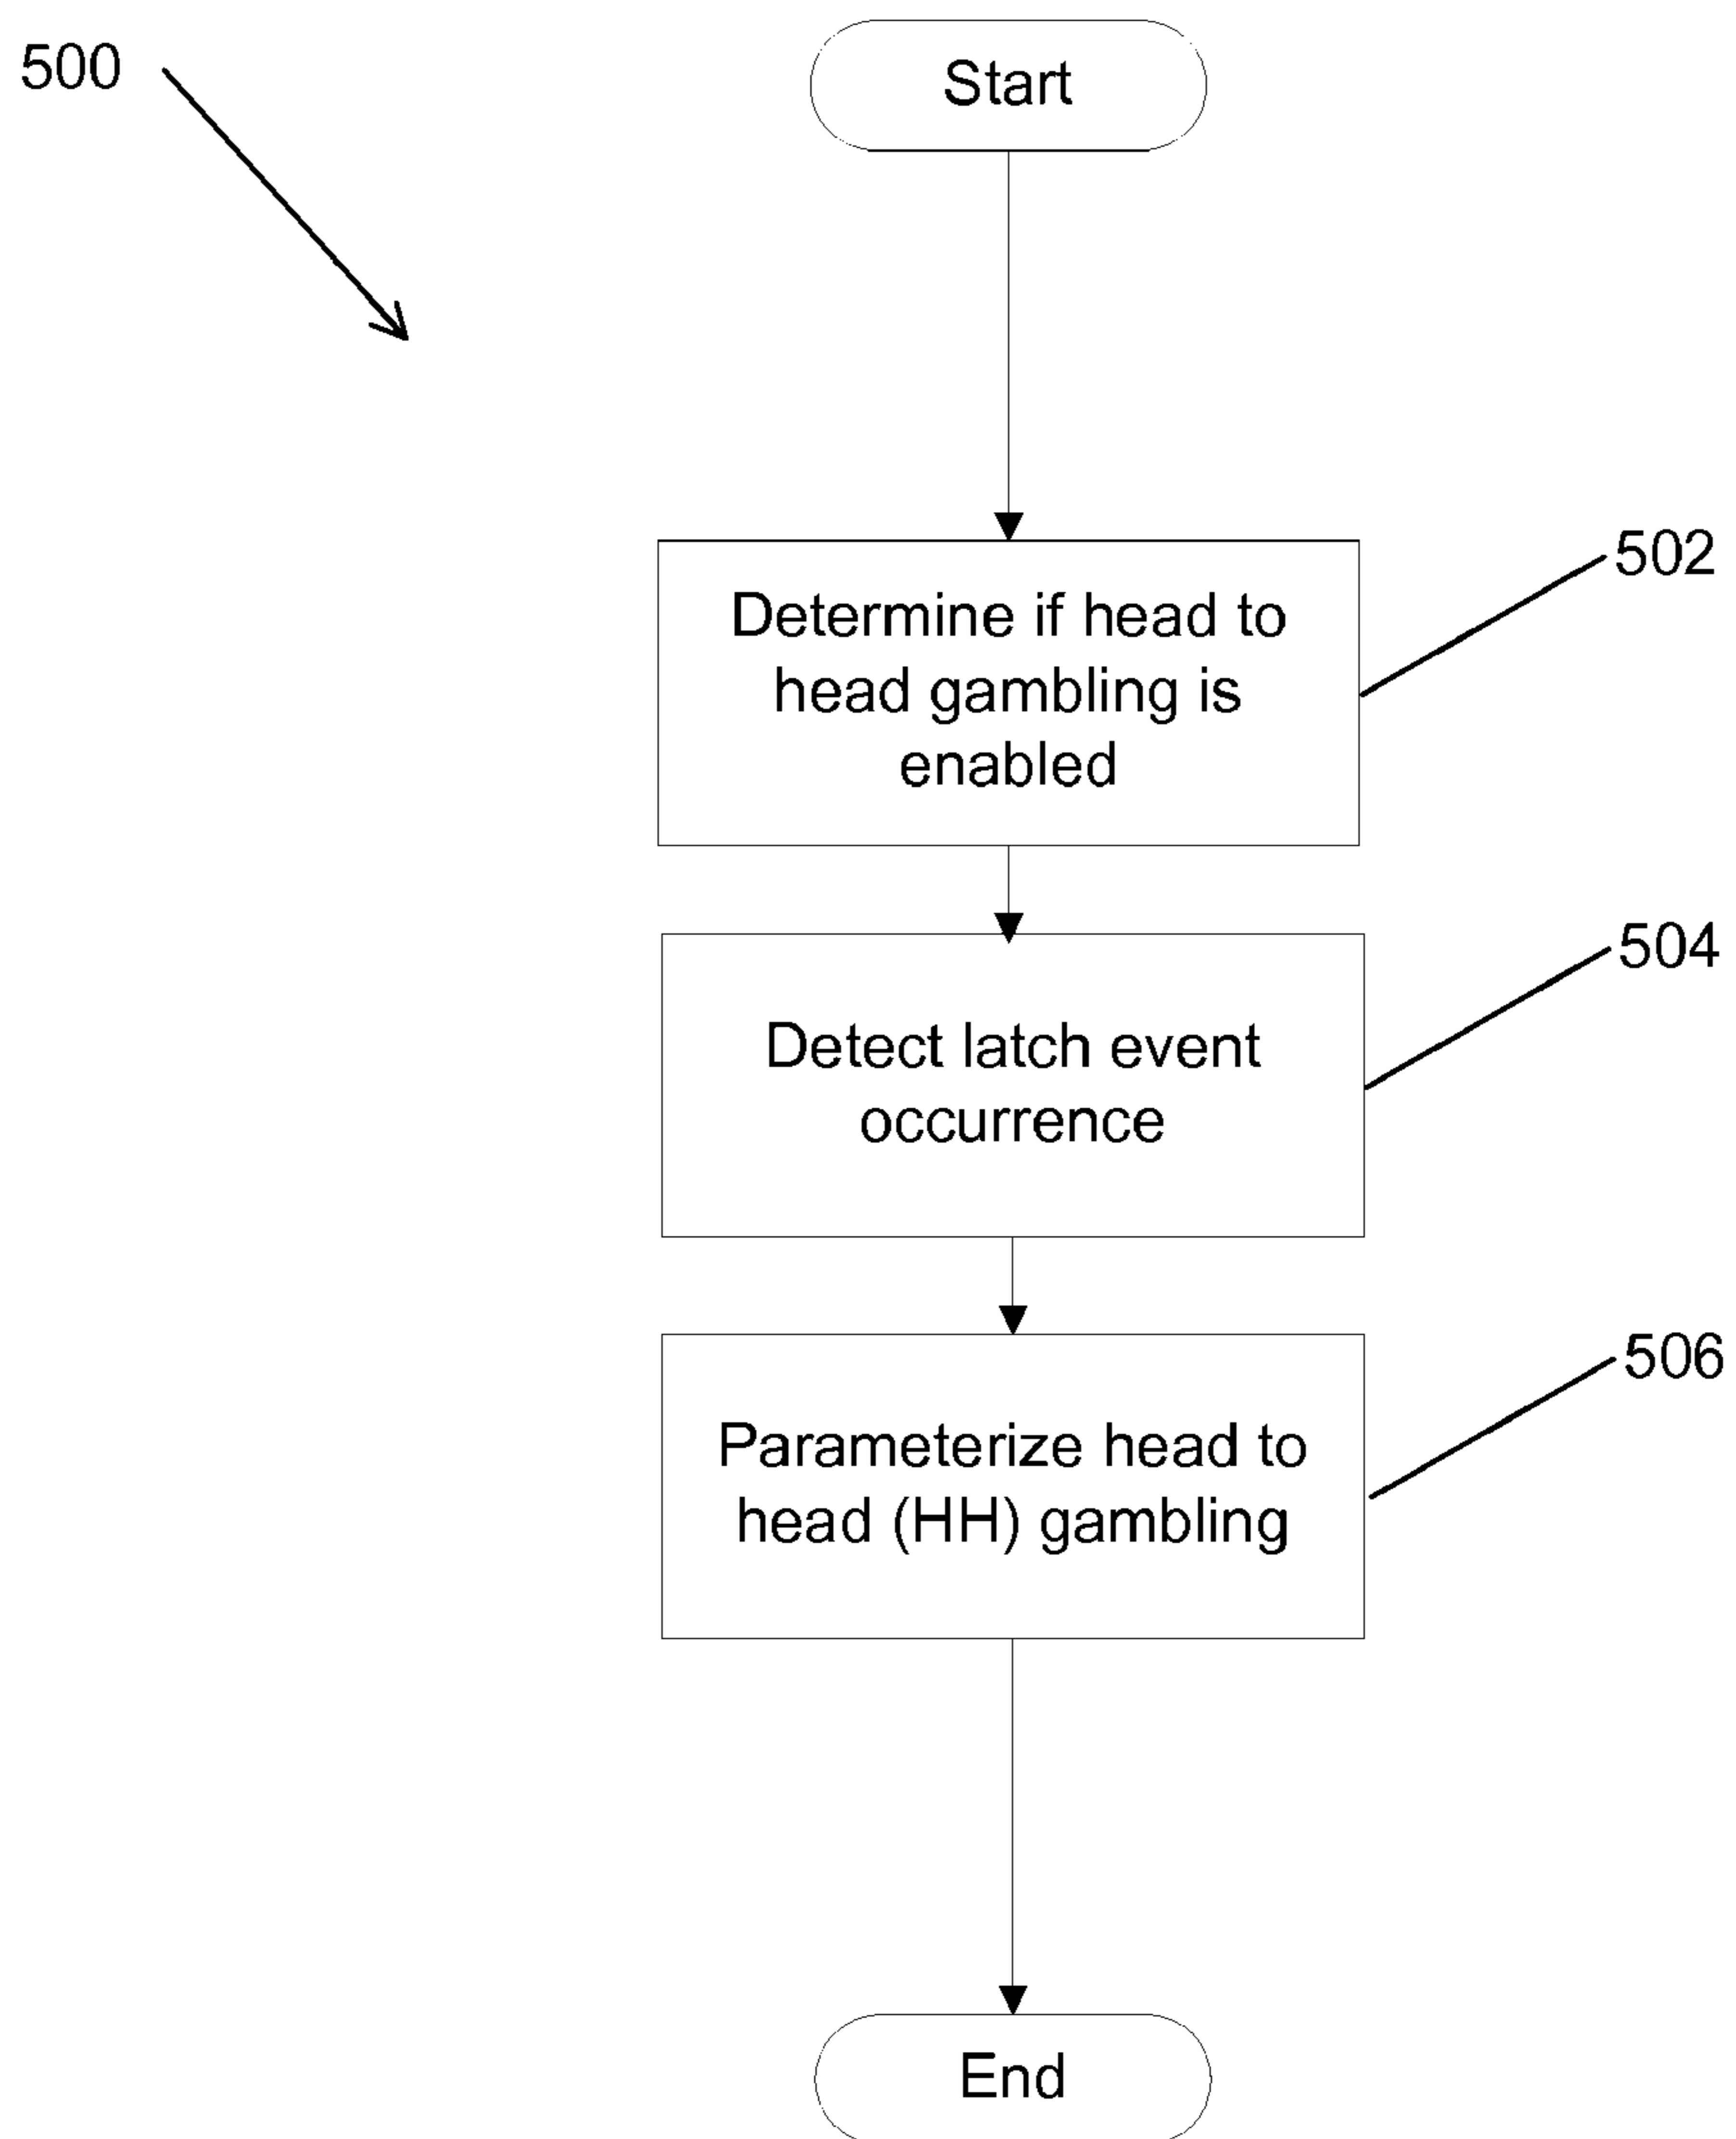 500
Start
Determine if head to
head gambling is
enabled
502
Detect latch event
occurrence
504
Parameterize head to
head (HH) gambling
506
End